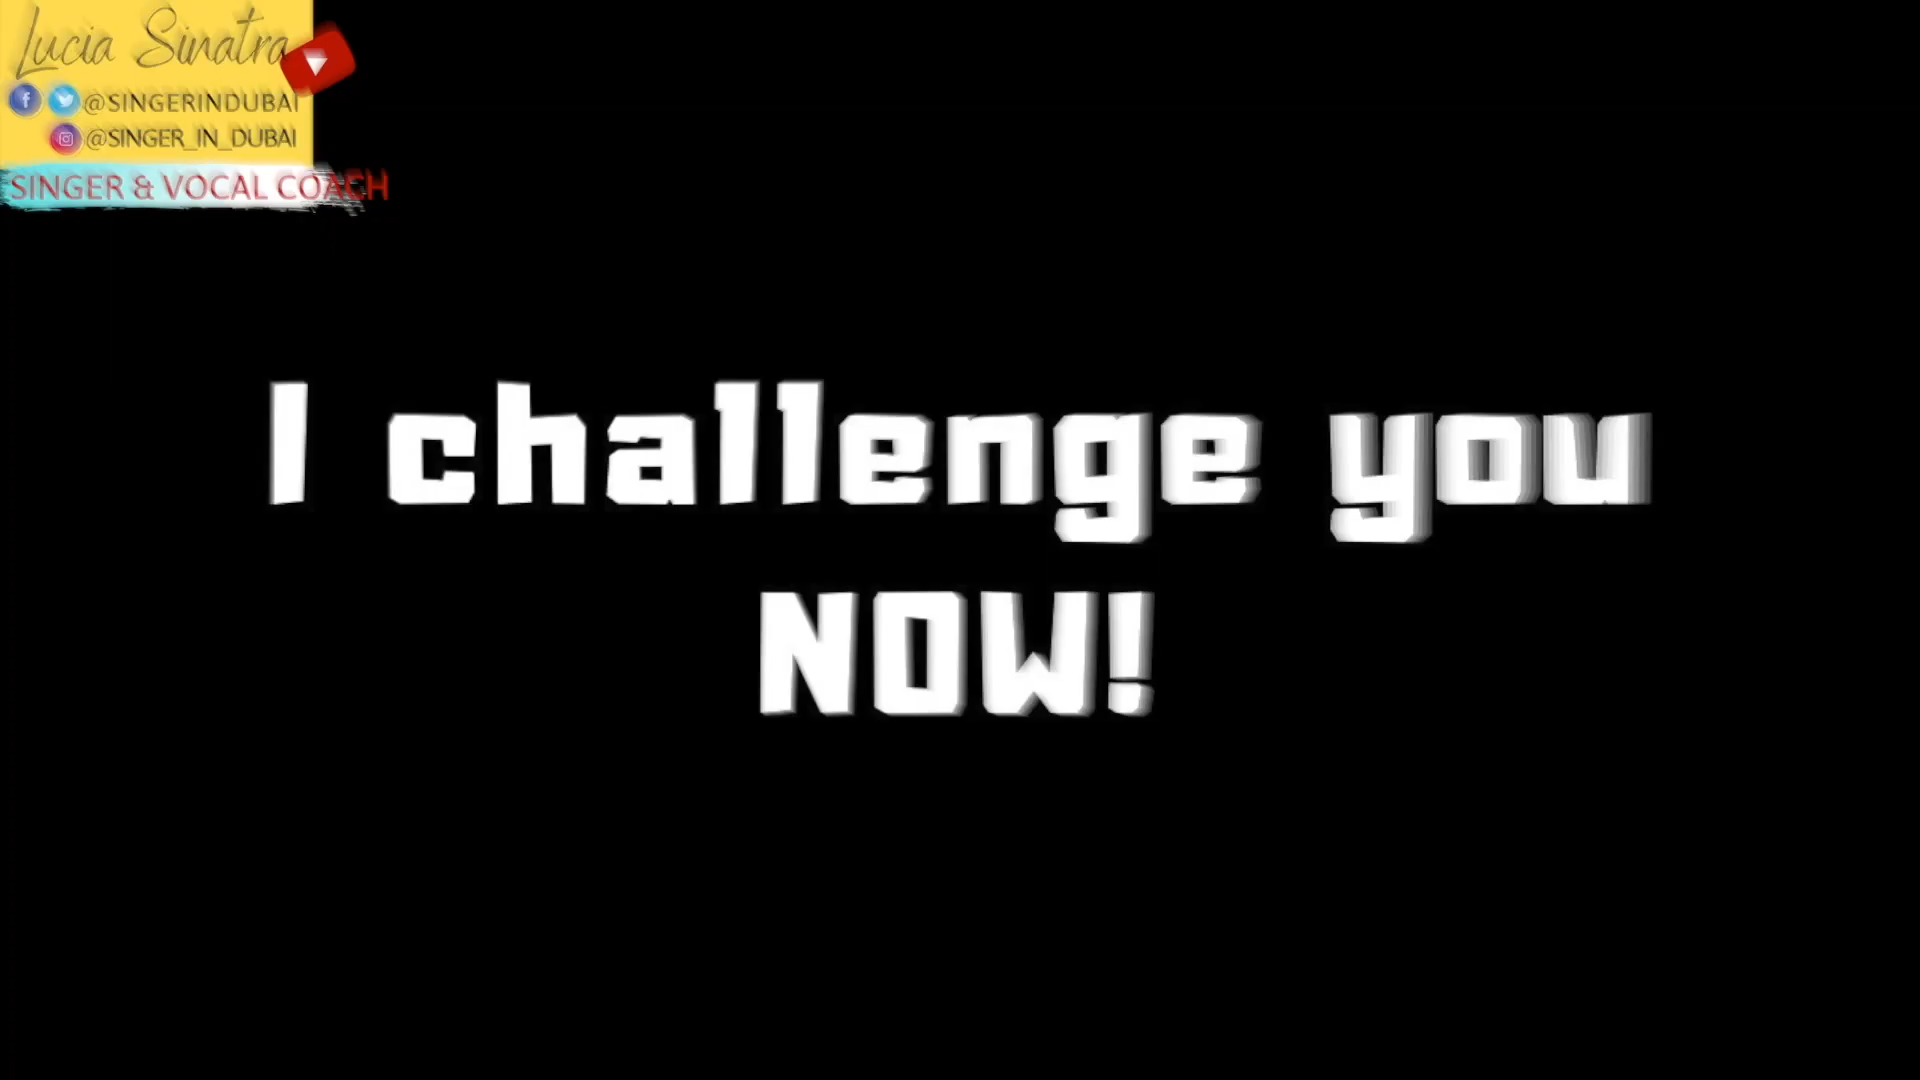 Lucia Sinatra
@SINGERINDUBAI
@SINGER_IN_DUBAI
SINGER & VOCAL COACH
I challenge you
NOW!